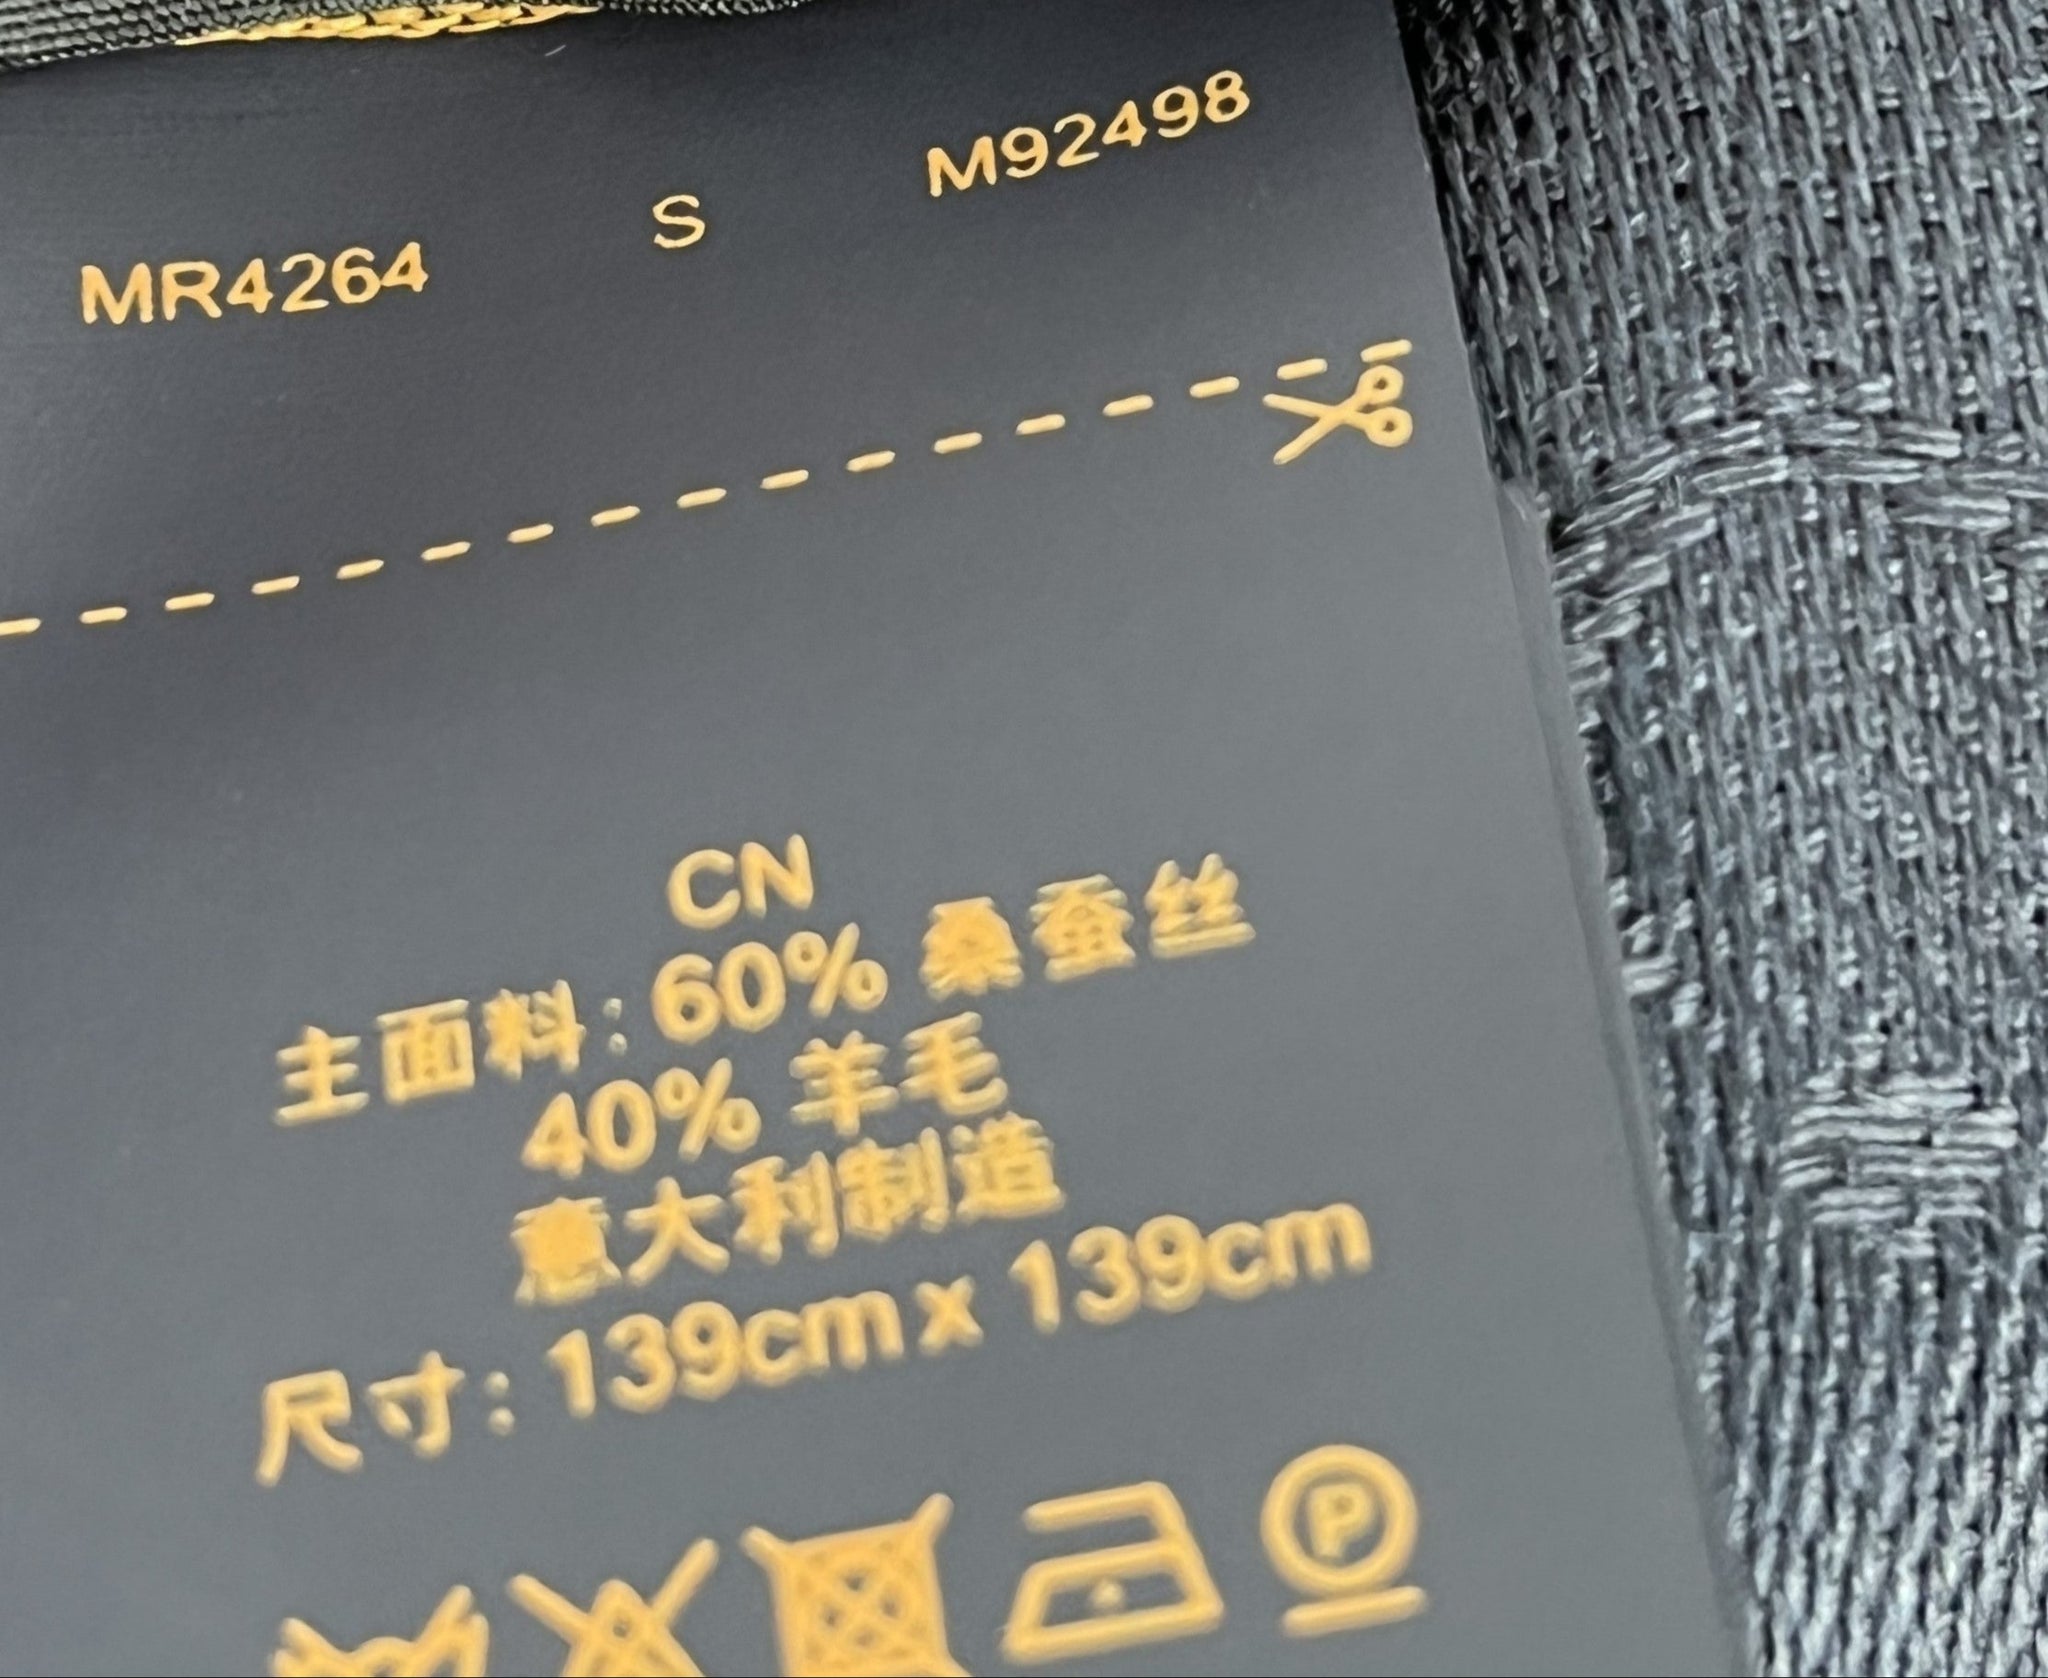 MR4264 S M92498
CN
主面料: 60% 桑蚕丝
40% 羊毛
意大利制造
尺寸: 139cm x 139cm
P